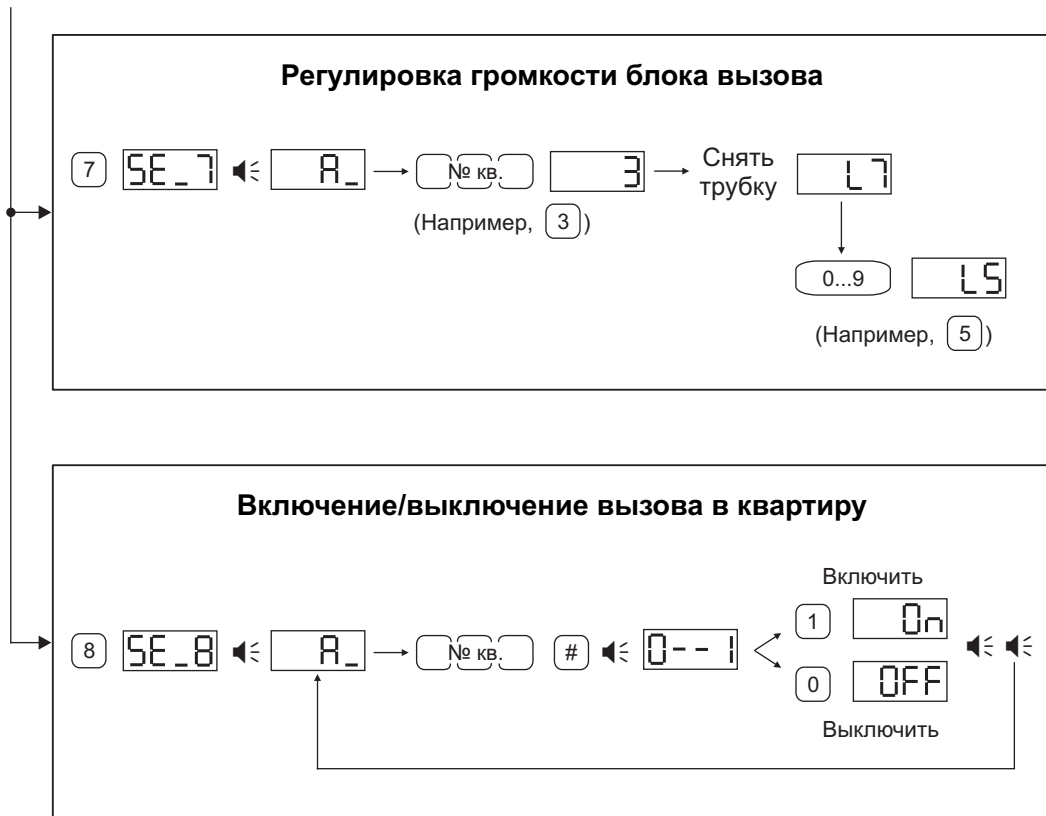 Регулировка громкости блока вызова
7 SE_7 A_ № кв. 3 Снять трубку L7
(Например, 3)
0...9 L5
(Например, 5)
Включение/выключение вызова в квартиру
Включить
8 SE_8 A_ № кв. # 0--1 1 On
0 OFF
Выключить